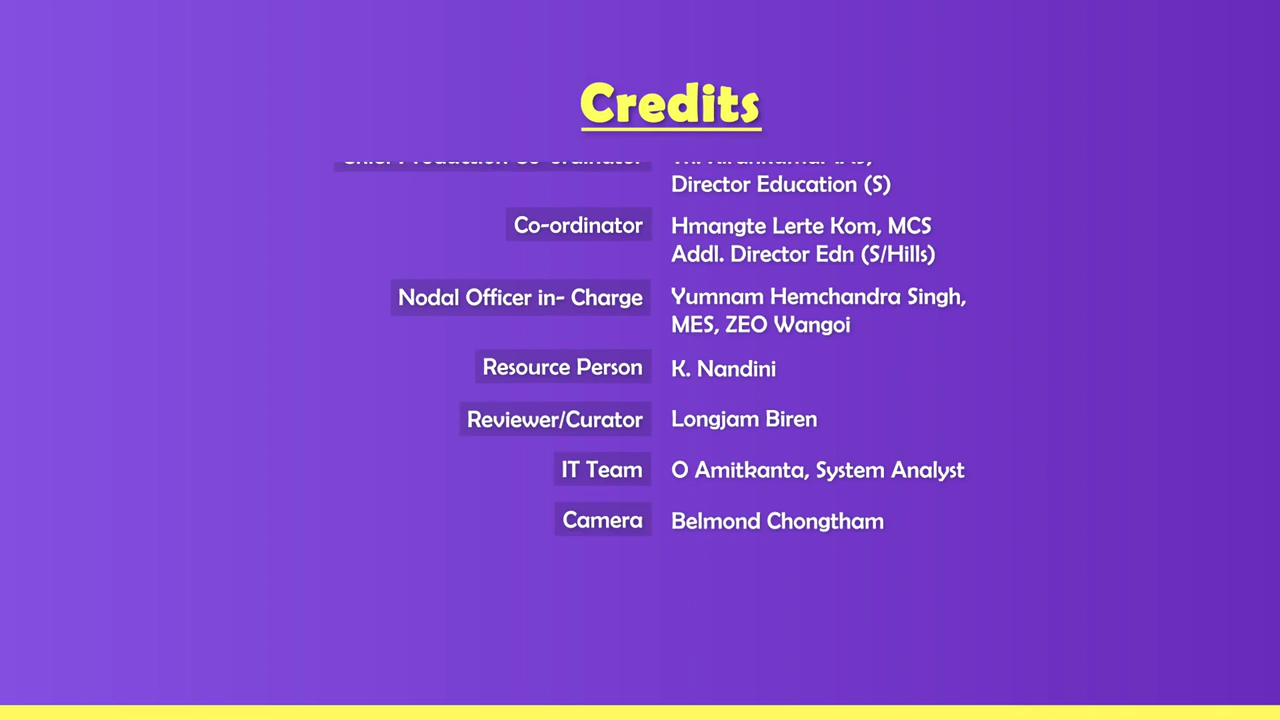 Credits
Director Education (S)
Co-ordinator Hmangte Lerte Kom, MCS
Addl. Director Edn (S/Hills)
Nodal Officer in- Charge Yumnam Hemchandra Singh,
MES, ZEO Wangoi
Resource Person K. Nandini
Reviewer/Curator Longjam Biren
IT Team O Amitkanta, System Analyst
Camera Belmond Chongtham